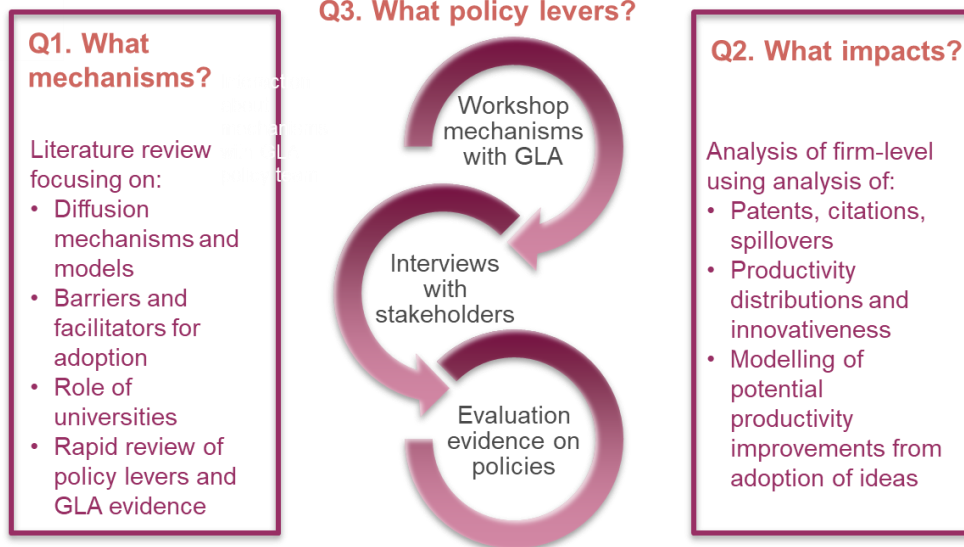 Q3. What policy levers?
Q1. What
mechanisms?
Literature review
focusing on:
• Diffusion
mechanisms and
models
• Barriers and
facilitators for
adoption
• Role of
universities
• Rapid review of
policy levers and
GLA evidence
Workshop
mechanisms
with GLA
Interviews
with
stakeholders
Evaluation
evidence on
policies
Q2. What impacts?
Analysis of firm-level
using analysis of:
• Patents, citations,
spillovers
• Productivity
distributions and
innovativeness
• Modelling of
potential
productivity
improvements from
adoption of ideas